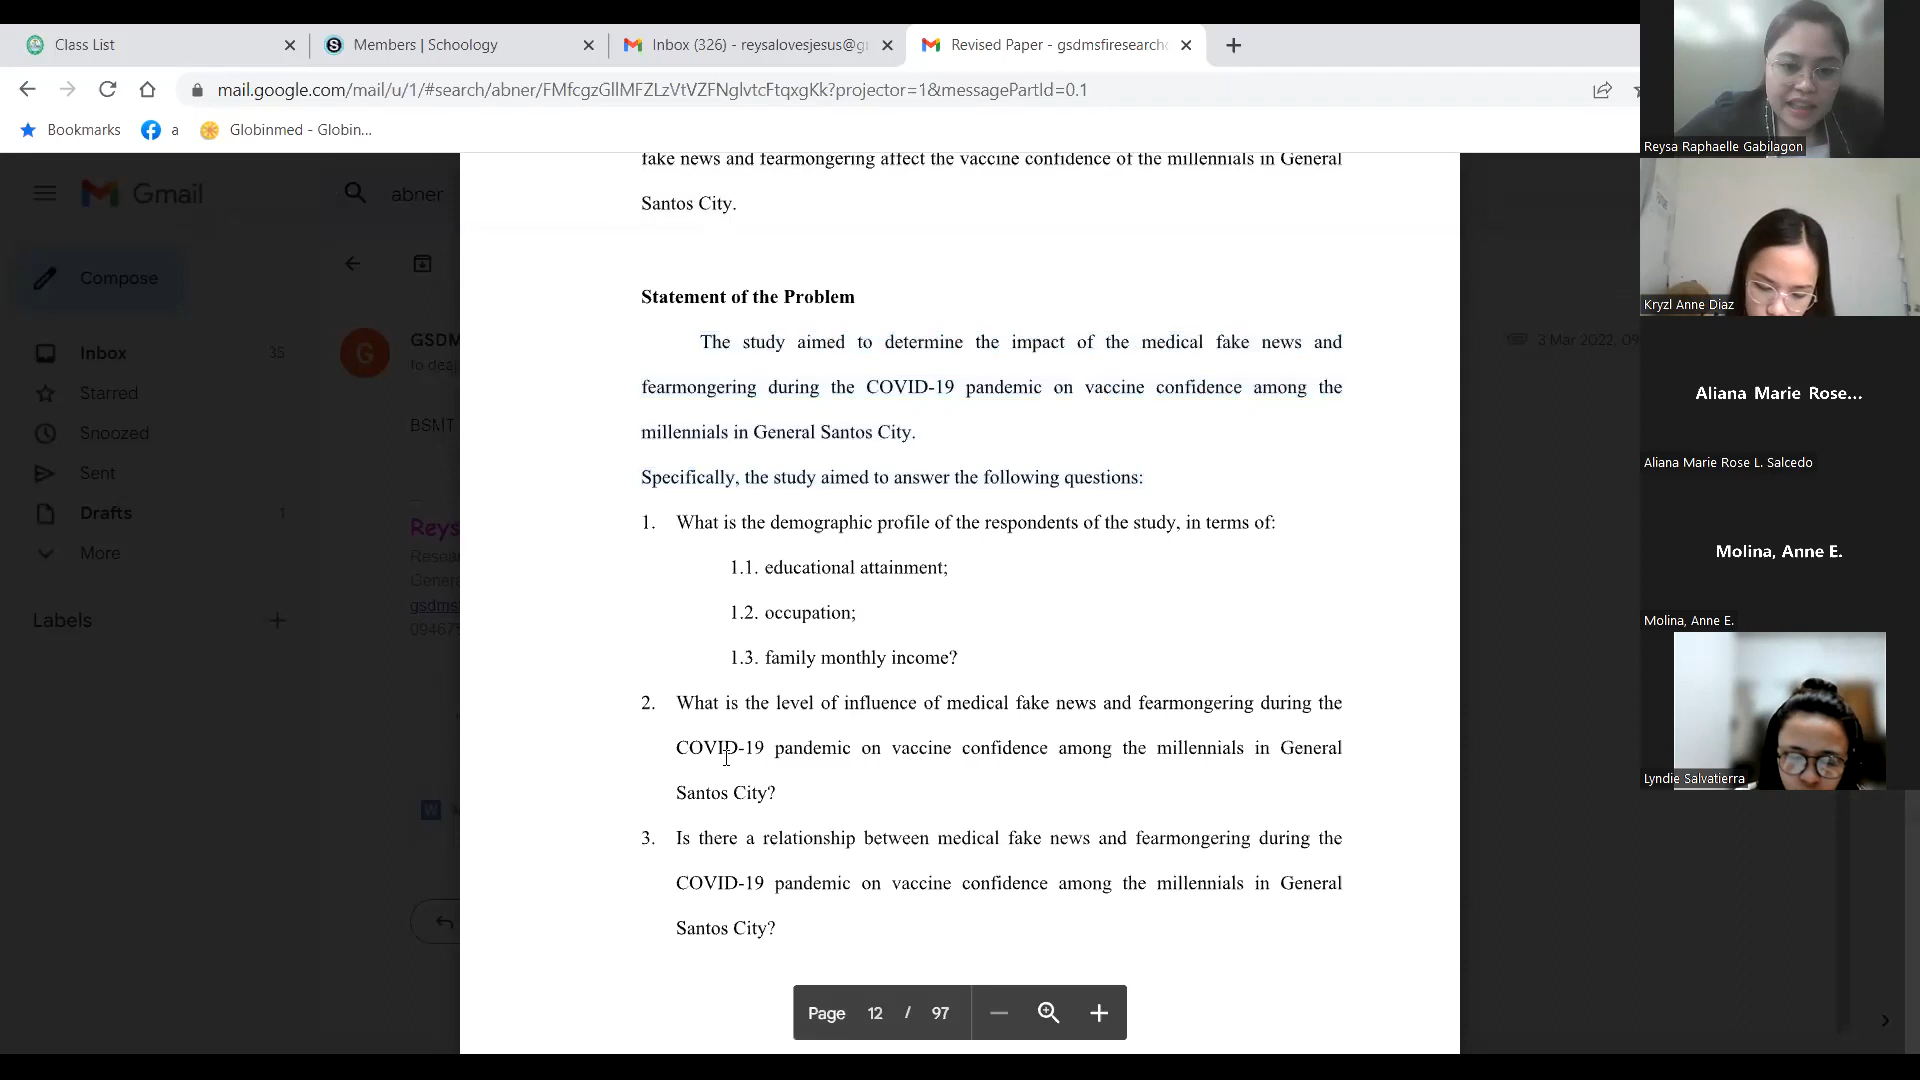 Class List
Members | Schoology
Inbox (326) - reysalovesjesus@g
Revised Paper - gsdmsfiresearch
mail.google.com/mail/u/1/#search/abner/FMfcgzGllMFZLzVtVZFNglvtcFtqxgKk?projector=1&messagePartId=0.1
Bookmarks
a
Globinmed - Globin...
Gmail
abner
Compose
Inbox 35
Starred
Snoozed
Sent
Drafts 1
More
Labels
G
GSDM
BSMT
Reys
Resear
Genera
gsdms
09467
W
3 Mar 2022, 09
fake news and fearmongering affect the vaccine confidence of the millennials in General
Santos City.
Statement of the Problem
The study aimed to determine the impact of the medical fake news and
fearmongering during the COVID-19 pandemic on vaccine confidence among the
millennials in General Santos City.
Specifically, the study aimed to answer the following questions:
1. What is the demographic profile of the respondents of the study, in terms of:
1.1. educational attainment;
1.2. occupation;
1.3. family monthly income?
2. What is the level of influence of medical fake news and fearmongering during the
COVID-19 pandemic on vaccine confidence among the millennials in General
Santos City?
3. Is there a relationship between medical fake news and fearmongering during the
COVID-19 pandemic on vaccine confidence among the millennials in General
Santos City?
Page 12 / 97
Reysa Raphaelle Gabilagon
Kryzl Anne Diaz
Aliana Marie Rose...
Aliana Marie Rose L. Salcedo
Molina, Anne E.
Molina, Anne E.
Lyndie Salvatierra